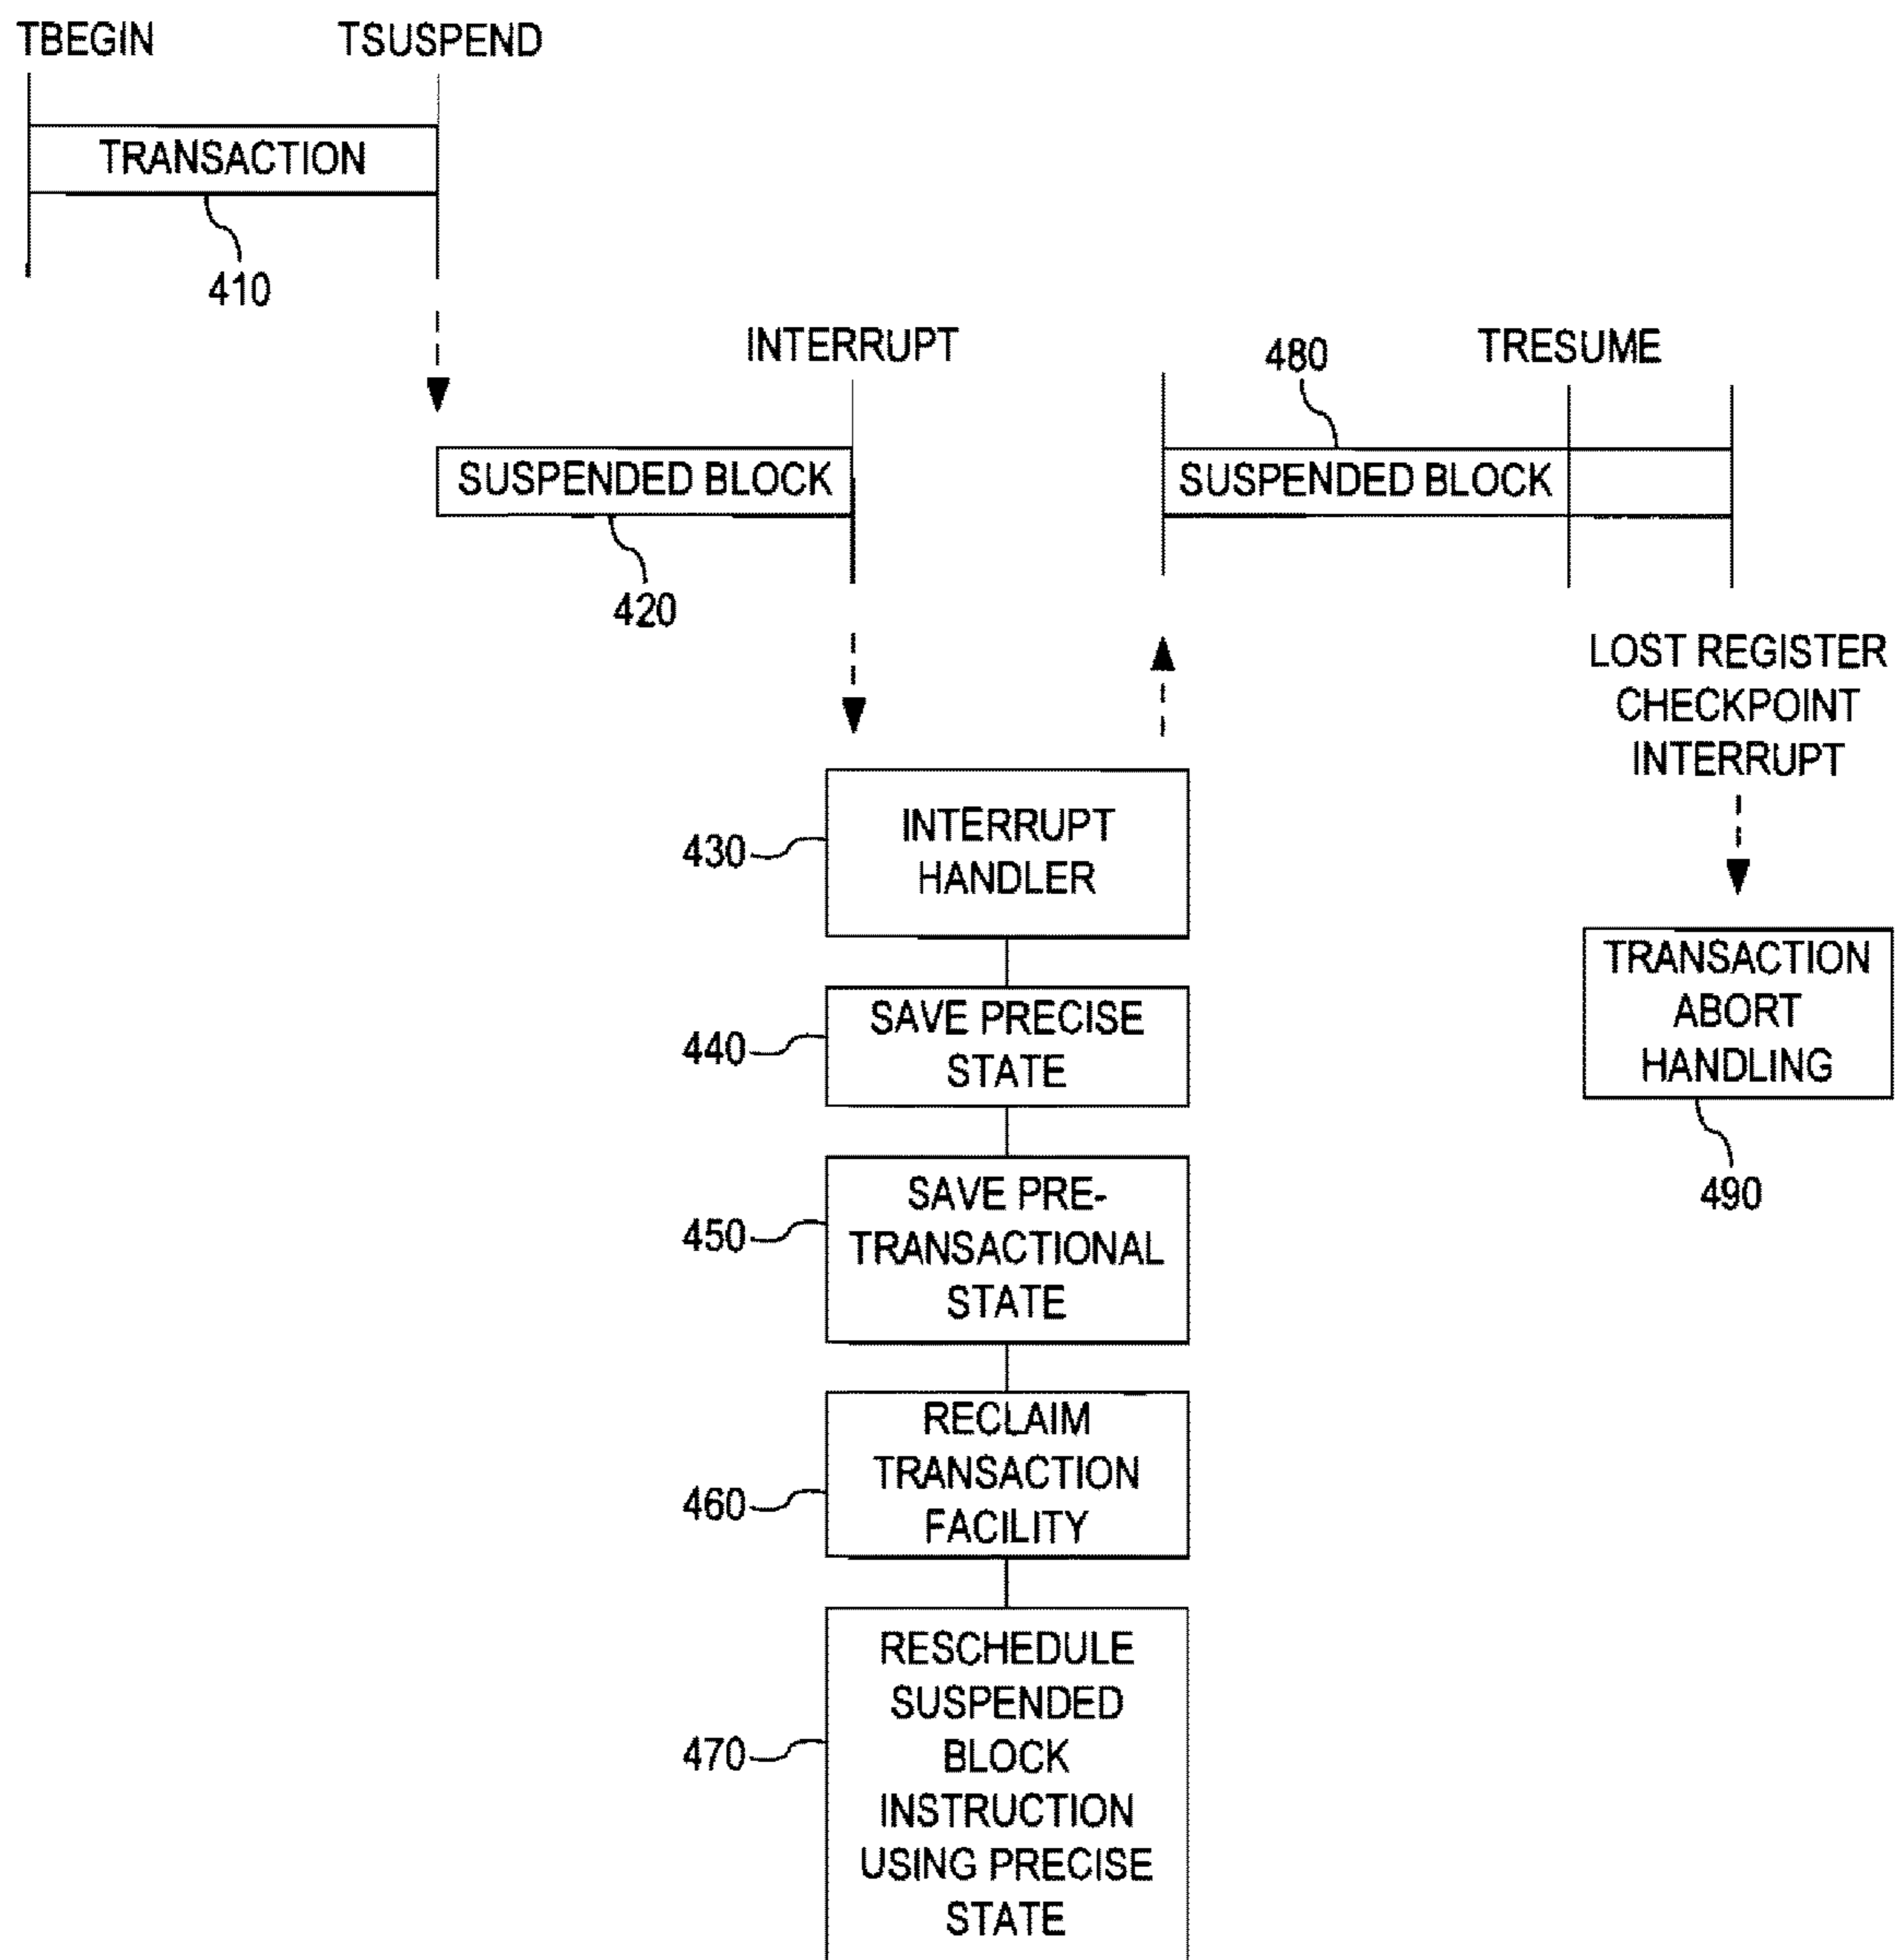 TBEGIN
TSUSPEND
TRANSACTION
410
INTERRUPT
480
TRESUME
SUSPENDED BLOCK
SUSPENDED BLOCK
420
LOST REGISTER
CHECKPOINT
INTERRUPT
430
INTERRUPT
HANDLER
TRANSACTION
ABORT
HANDLING
490
440
SAVE PRECISE
STATE
450
SAVE PRE-
TRANSACTIONAL
STATE
460
RECLAIM
TRANSACTION
FACILITY
470
RESCHEDULE
SUSPENDED
BLOCK
INSTRUCTION
USING PRECISE
STATE